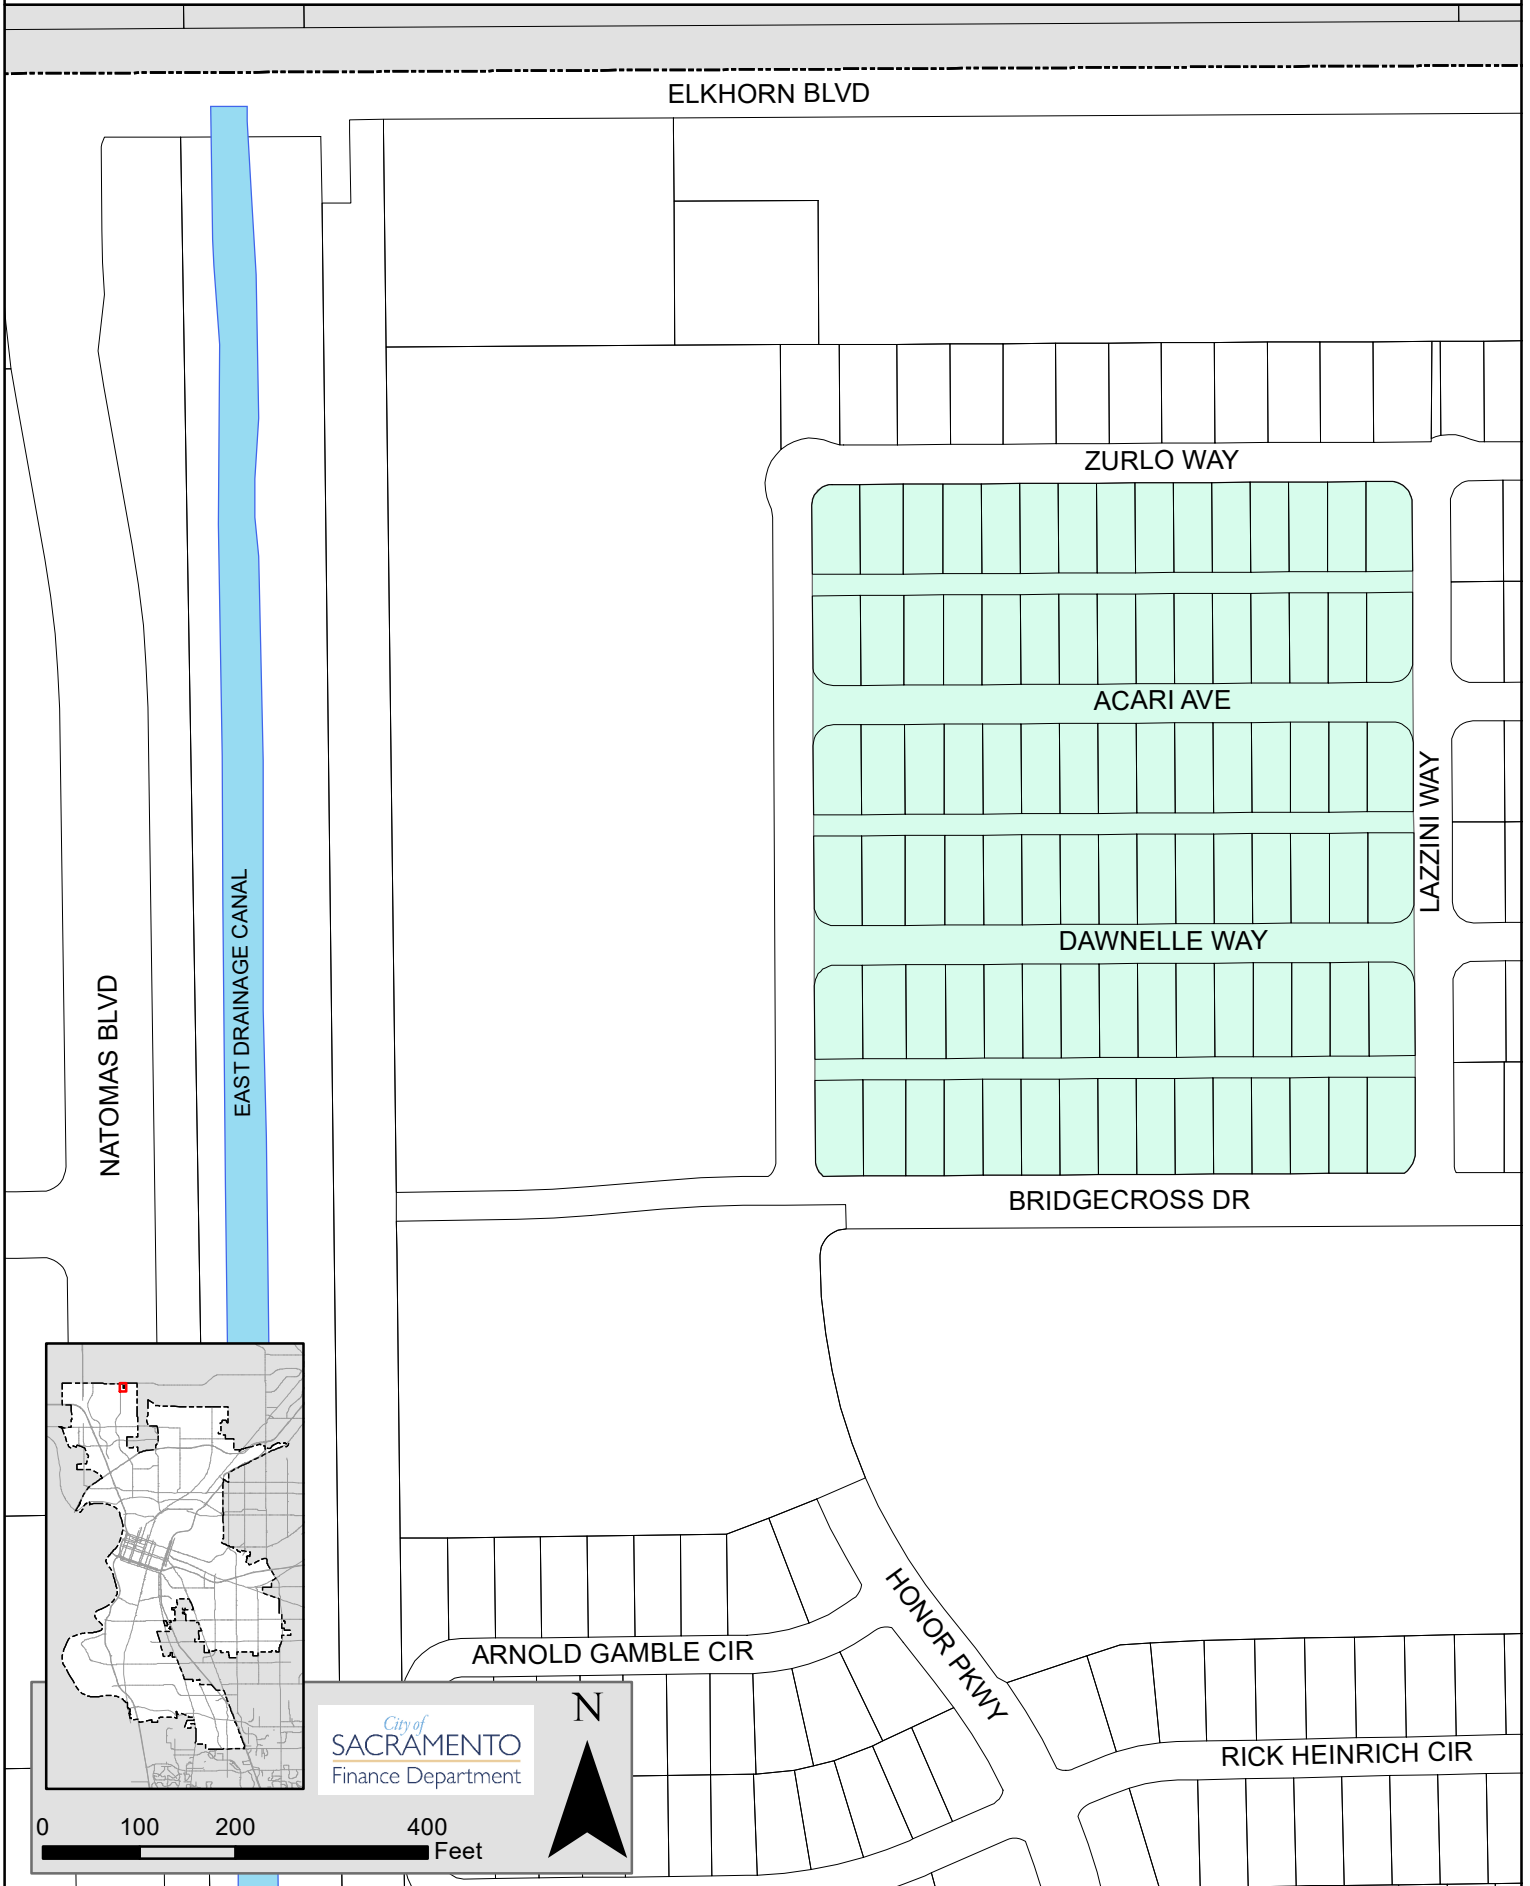 ELKHORN BLVD
ZURLO WAY
ACARI AVE
LAZZINI WAY
DAWNELLE WAY
EAST DRAINAGE CANAL
NATOMAS BLVD
BRIDGECROSS DR
HONOR PKWY
ARNOLD GAMBLE CIR
RICK HEINRICH CIR
N
City of
SACRAMENTO
Finance Department
0 100 200 400
Feet